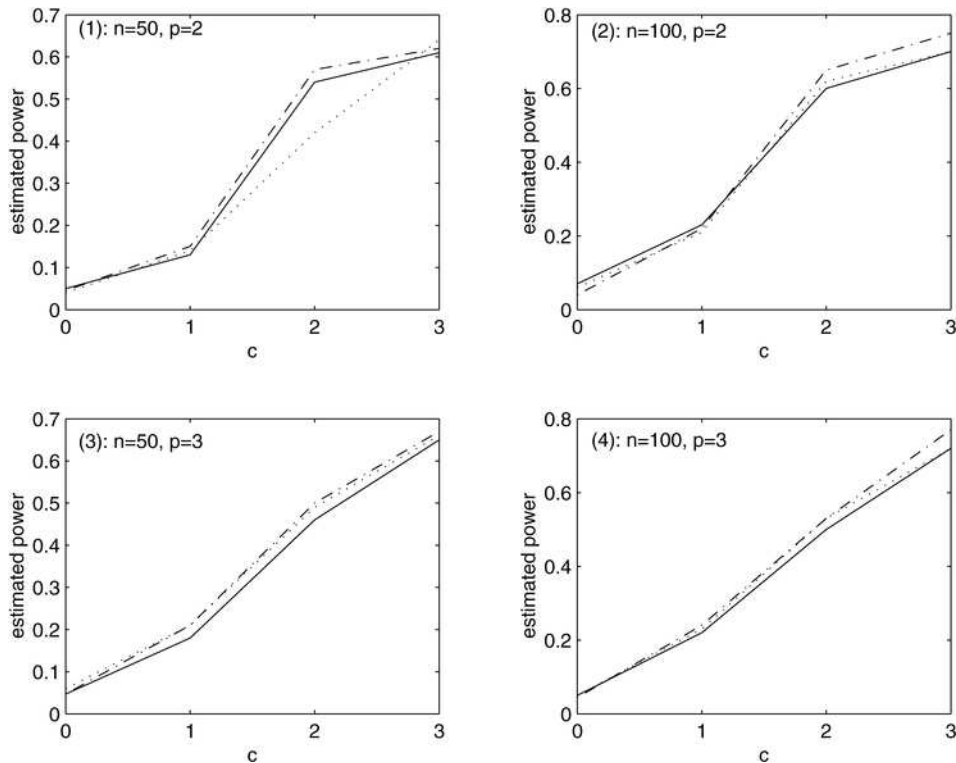 (1): n=50, p=2
0.7
0.6
0.5
0.4
0.3
0.2
0.1
0
estimated power
0 1 2 3
c
(2): n=100, p=2
0.8
0.6
0.4
0.2
0
estimated power
0 1 2 3
c
(3): n=50, p=3
0.7
0.6
0.5
0.4
0.3
0.2
0.1
0
estimated power
0 1 2 3
c
(4): n=100, p=3
0.8
0.6
0.4
0.2
0
estimated power
0 1 2 3
c